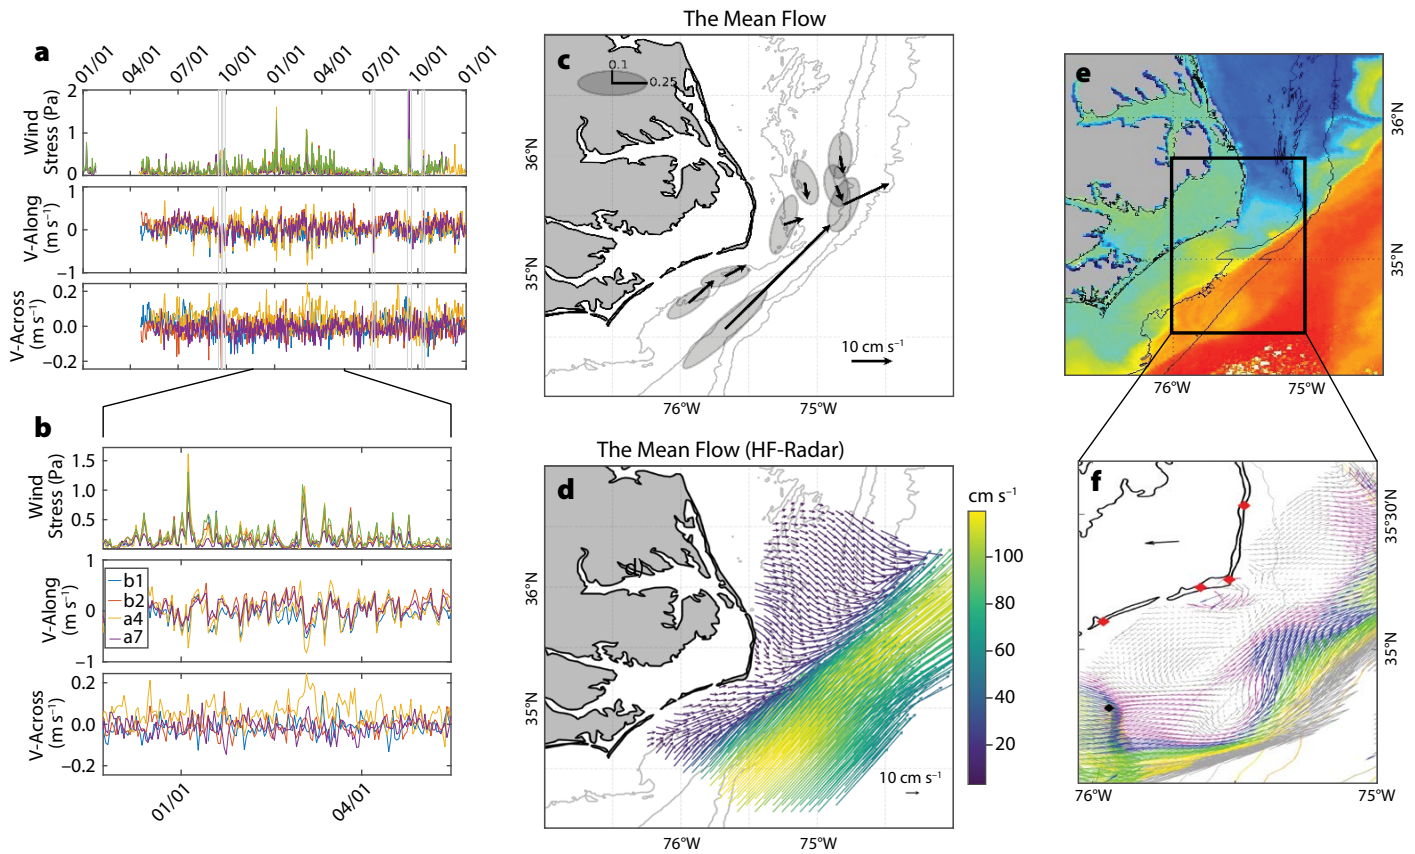 The Mean Flow
a
01/01 04/01 07/01 10/01 01/01 04/01 07/01 10/01 01/01
Wind
Stress (Pa)
2
1
0
V-Along
(m s⁻¹)
1
0
−1
V-Across
(m s⁻¹)
0.2
0.0
−0.2
b
Wind
Stress (Pa)
1.5
1.0
0.5
V-Along
(m s⁻¹)
1
0
−1
b1
b2
a4
a7
V-Across
(m s⁻¹)
0.2
0.0
−0.2
01/01 04/01
c
0.1
0.25
36°N
35°N
10 cm s⁻¹
76°W 75°W
The Mean Flow (HF-Radar)
d
36°N
35°N
10 cm s⁻¹
76°W 75°W
cm s⁻¹
100
80
60
40
20
e
36°N
35°N
76°W 75°W
f
35°30'N
35°N
76°W 75°W